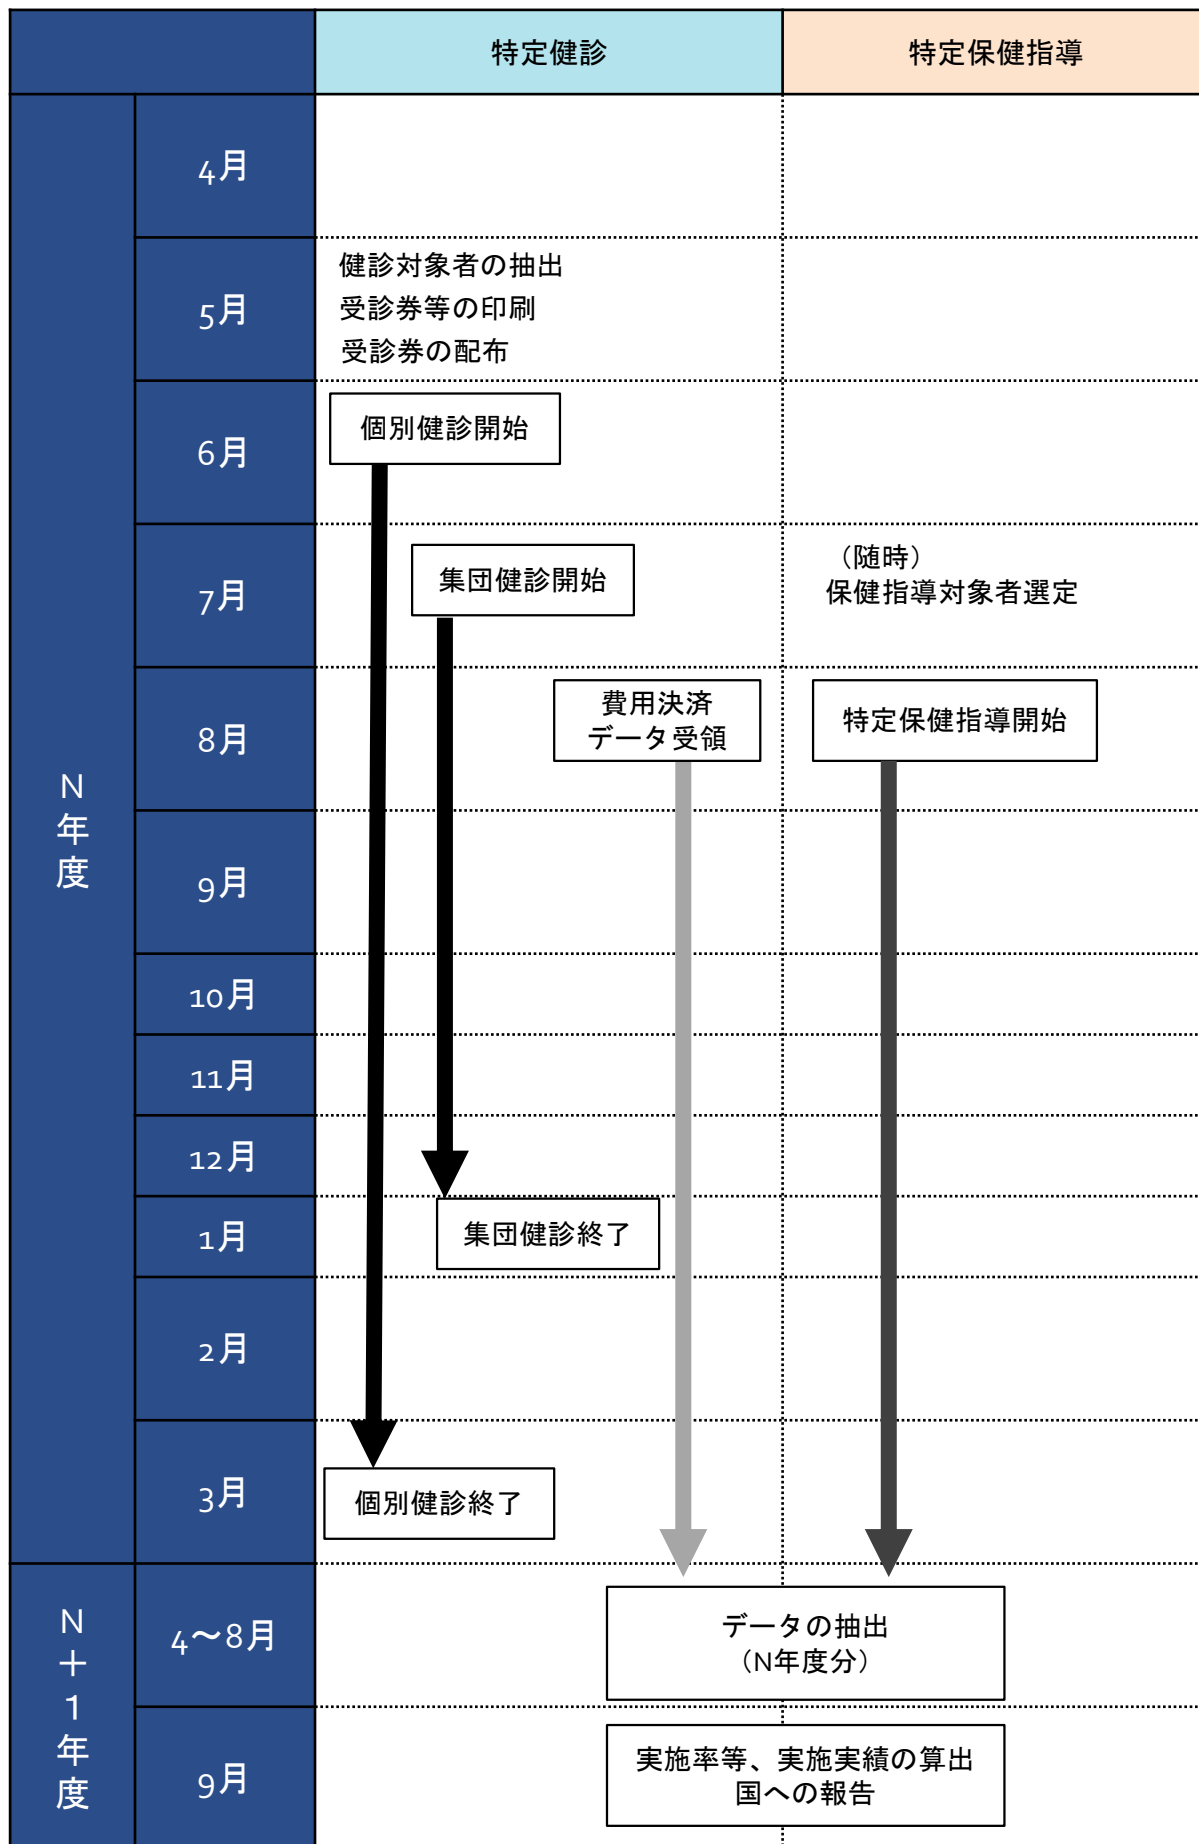 特定健診
特定保健指導
N年度
4月
5月
健診対象者の抽出
受診券等の印刷
受診券の配布
6月
個別健診開始
7月
集団健診開始
（随時）
保健指導対象者選定
8月
費用決済
データ受領
特定保健指導開始
9月
10月
11月
12月
1月
集団健診終了
2月
3月
個別健診終了
N＋1年度
4～8月
データの抽出
（N年度分）
9月
実施率等、実施実績の算出
国への報告